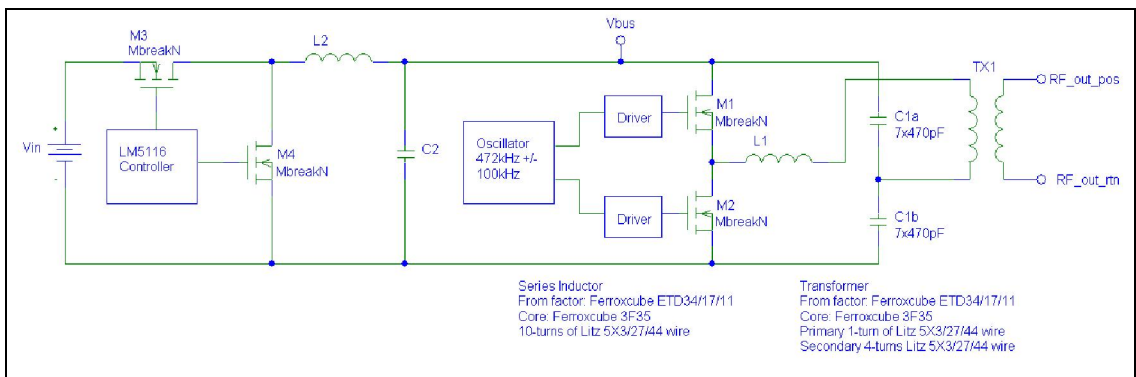 Vbus
M3
MbreakN
L2
TX1
RF_out_pos
M1
MbreakN
Driver
C1a
7x470pF
Vin
+
-
LM5116
Controller
M4
MbreakN
C2
Oscillator
472kHz +/-
100kHz
L1
Driver
M2
MbreakN
RF_out_rtn
C1b
7x470pF
Series Inductor
From factor: Ferroxcube ETD34/17/11
Core: Ferroxcube 3F35
10-turns of Litz 5X3/27/44 wire
Transformer
From factor: Ferroxcube ETD34/17/11
Core: Ferroxcube 3F35
Primary 1-turn of Litz 5X3/27/44 wire
Secondary 4-turns Litz 5X3/27/44 wire